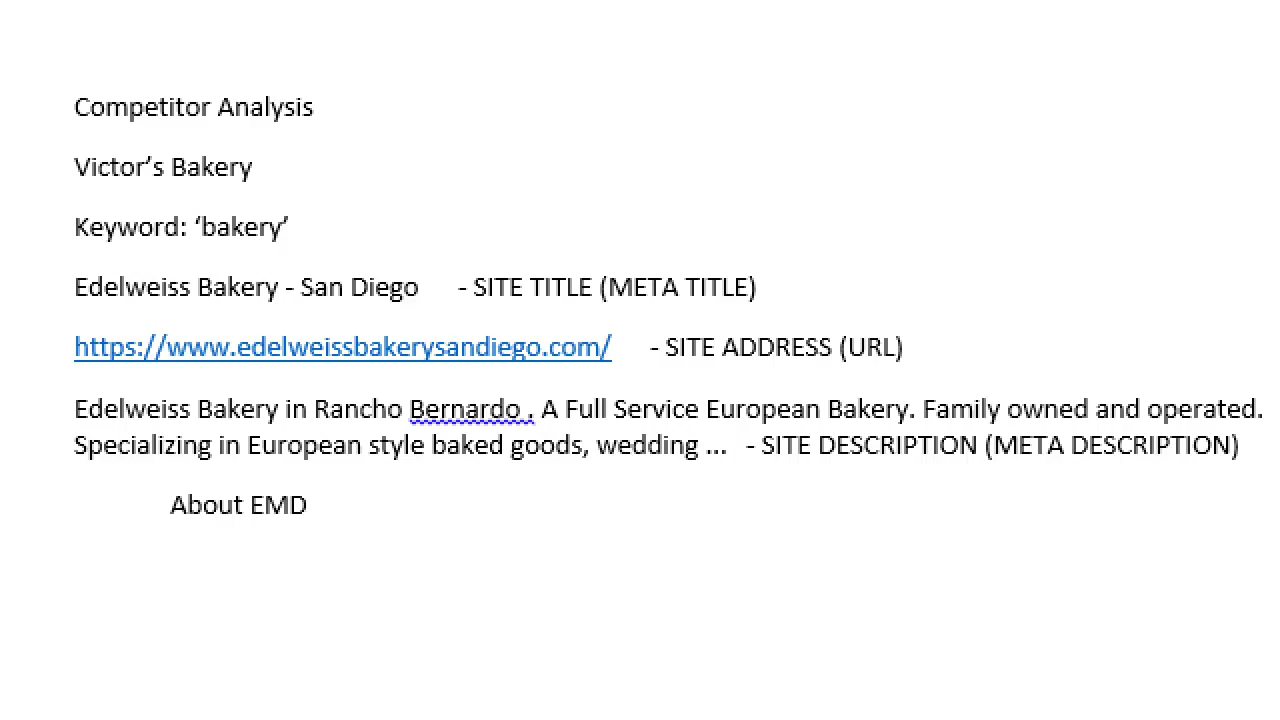 Competitor Analysis
Victor’s Bakery
Keyword: ‘bakery’
Edelweiss Bakery - San Diego - SITE TITLE (META TITLE)
https://www.edelweissbakerysandiego.com/ - SITE ADDRESS (URL)
Edelweiss Bakery in Rancho Bernardo . A Full Service European Bakery. Family owned and operated.
Specializing in European style baked goods, wedding ... - SITE DESCRIPTION (META DESCRIPTION)
About EMD